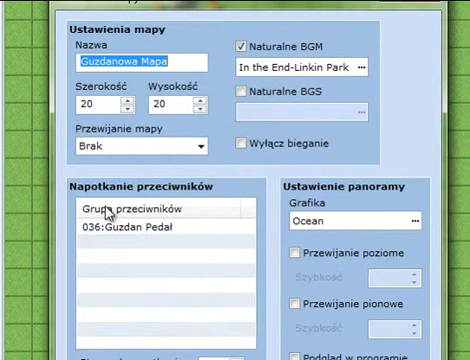 Ustawienia mapy
Nazwa
Guzdanowa Mapa
Naturalne BGM
In the End-Linkin Park ...
Szerokość
Wysokość
20
20
Naturalne BGS
...
Przewijanie mapy
Brak
Wyłącz bieganie
Napotkanie przeciwników
Grupa przeciwników
036:Guzdan Pedał
Ustawienie panoramy
Grafika
Ocean ...
Przewijanie poziome
Szybkość
Przewijanie pionowe
Szybkość
Podgląd w programie